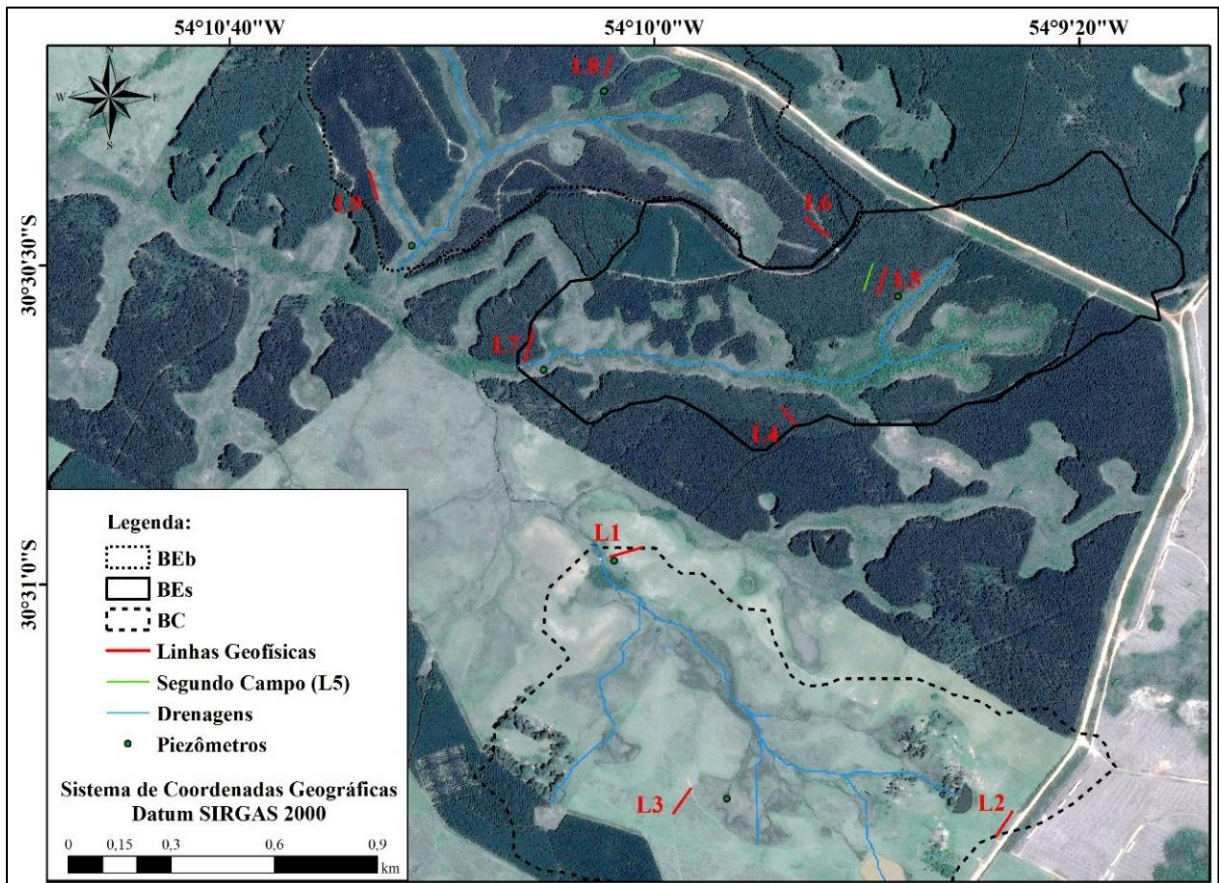 54°10'40"W 54°10'0"W 54°9'20"W
N
W E
S
L8
L9
L6
30°30'30"S
L5
L7
L4
L1
30°31'0"S
L3
L2
Legenda:
BEb
BEs
BC
Linhas Geofísicas
Segundo Campo (L5)
Drenagens
Piezômetros
Sistema de Coordenadas Geográficas
Datum SIRGAS 2000
0 0,15 0,3 0,6 0,9
km